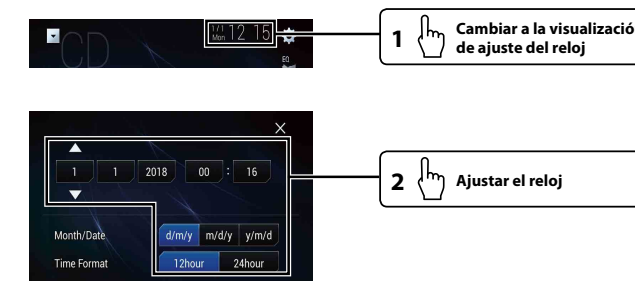 CD
1/1
Mon 12 15
EQ
1 Cambiar a la visualizació
de ajuste del reloj
1 1 2018 00 : 16
2 Ajustar el reloj
Month/Date d/m/y m/d/y y/m/d
Time Format 12hour 24hour